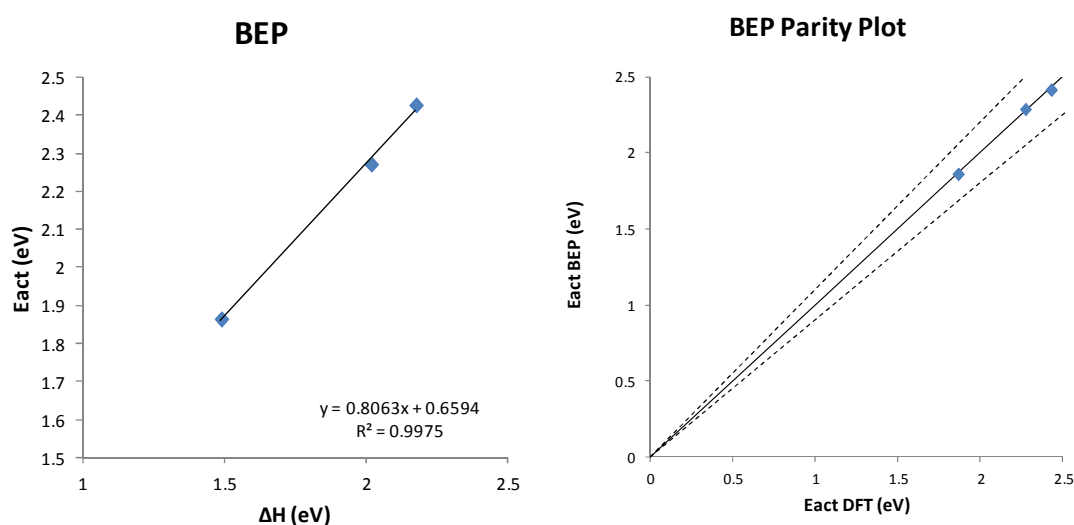 BEP
2.5
2.4
2.3
2.2
2.1
2
1.9
1.8
1.7
1.6
1.5
Eact (eV)
y = 0.8063x + 0.6594
R² = 0.9975
1 1.5 2 2.5
ΔH (eV)
BEP Parity Plot
2.5
2
1.5
1
0.5
0
Eact BEP (eV)
0 0.5 1 1.5 2 2.5
Eact DFT (eV)